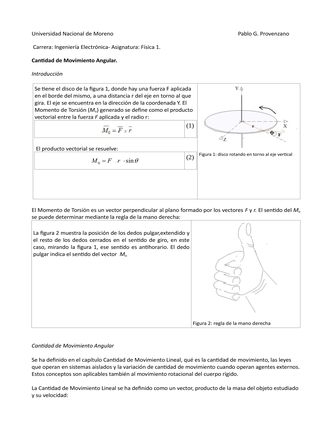 Universidad Nacional de Moreno Pablo G. Provenzano
Carrera: Ingeniería Electrónica- Asignatura: Física 1.
Cantidad de Movimiento Angular.
Introducción
Se tiene el disco de la figura 1, donde hay una fuerza F aplicada
en el borde del mismo, a una distancia r del eje en torno al que
gira. El eje se encuentra en la dirección de la coordenada Y. El
Momento de Torsión (M₀) generado se define como el producto
vectorial entre la fuerza F aplicada y el radio r:
M₀ = F x r (1)
El producto vectorial se resuelve:
M₀ = F · r · sin θ (2)
Y
X
Z
Figura 1: disco rotando en torno al eje vertical
El Momento de Torsión es un vector perpendicular al plano formado por los vectores F y r. El sentido del M₀
se puede determinar mediante la regla de la mano derecha:
La figura 2 muestra la posición de los dedos pulgar,extendido y
el resto de los dedos cerrados en el sentido de giro, en este
caso, mirando la figura 1, ese sentido es antihorario. El dedo
pulgar indica el sentido del vector M₀
Figura 2: regla de la mano derecha
Cantidad de Movimiento Angular
Se ha definido en el capítulo Cantidad de Movimiento Lineal, qué es la cantidad de movimiento, las leyes
que operan en sistemas aislados y la variación de cantidad de movimiento cuando operan agentes externos.
Estos conceptos son aplicables también al movimiento rotacional del cuerpo rígido.
La Cantidad de Movimiento Lineal se ha definido como un vector, producto de la masa del objeto estudiado
y su velocidad: